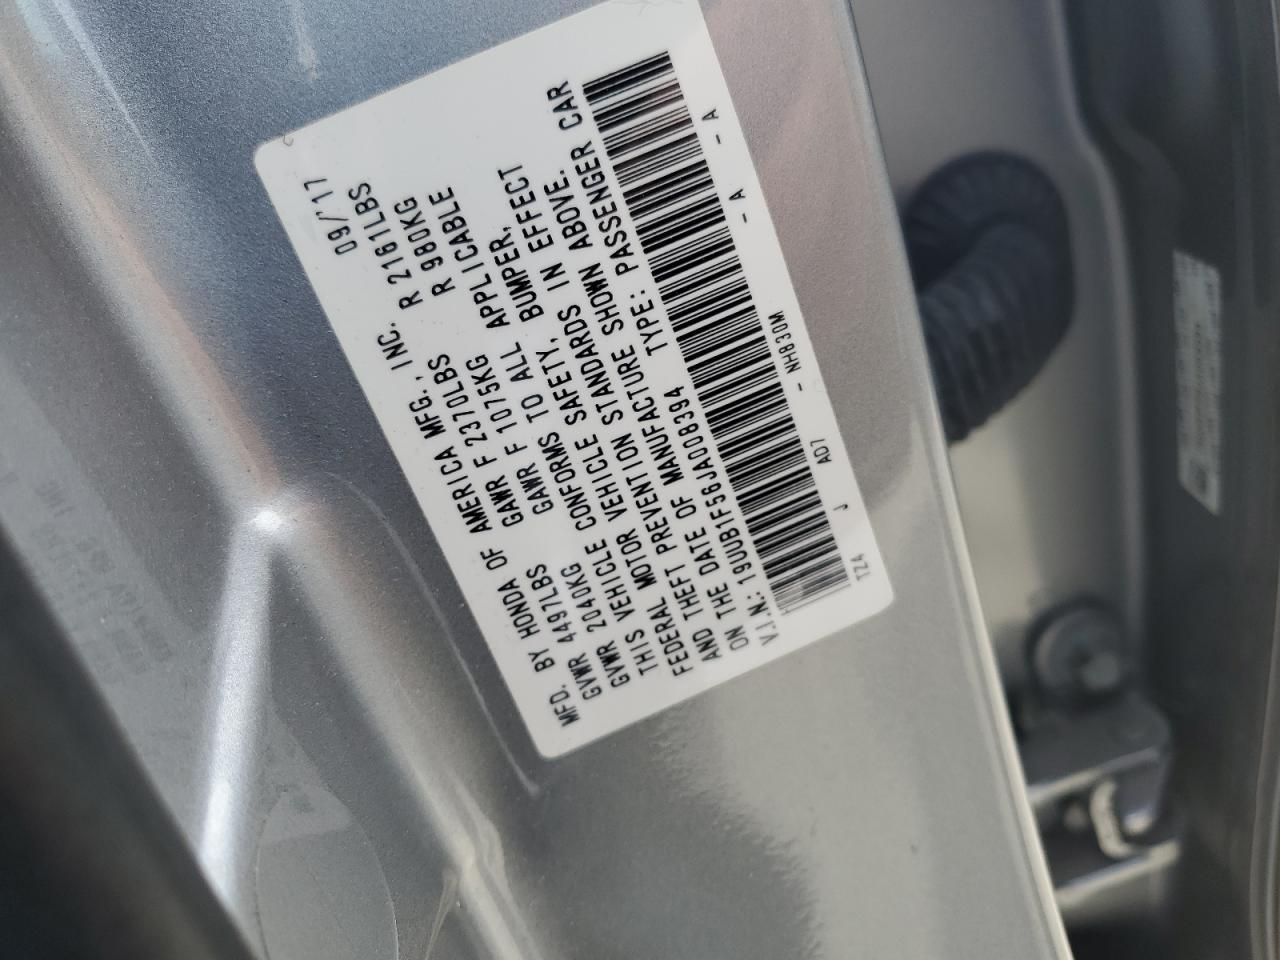 MFD. BY HONDA OF AMERICA MFG., INC. 09/17
GVWR 4497LBS GAWR F 2370LBS R 2161LBS
GVWR 2040KG GAWR F 1075KG R 980KG
THIS VEHICLE CONFORMS TO ALL APPLICABLE
FEDERAL MOTOR VEHICLE SAFETY, BUMPER,
AND THEFT PREVENTION STANDARDS IN EFFECT
ON THE DATE OF MANUFACTURE SHOWN ABOVE.
V.I.N.: 19UUB1F56JA008394 TYPE: PASSENGER CAR
TZ4 J AD7 - NH830M - A - A